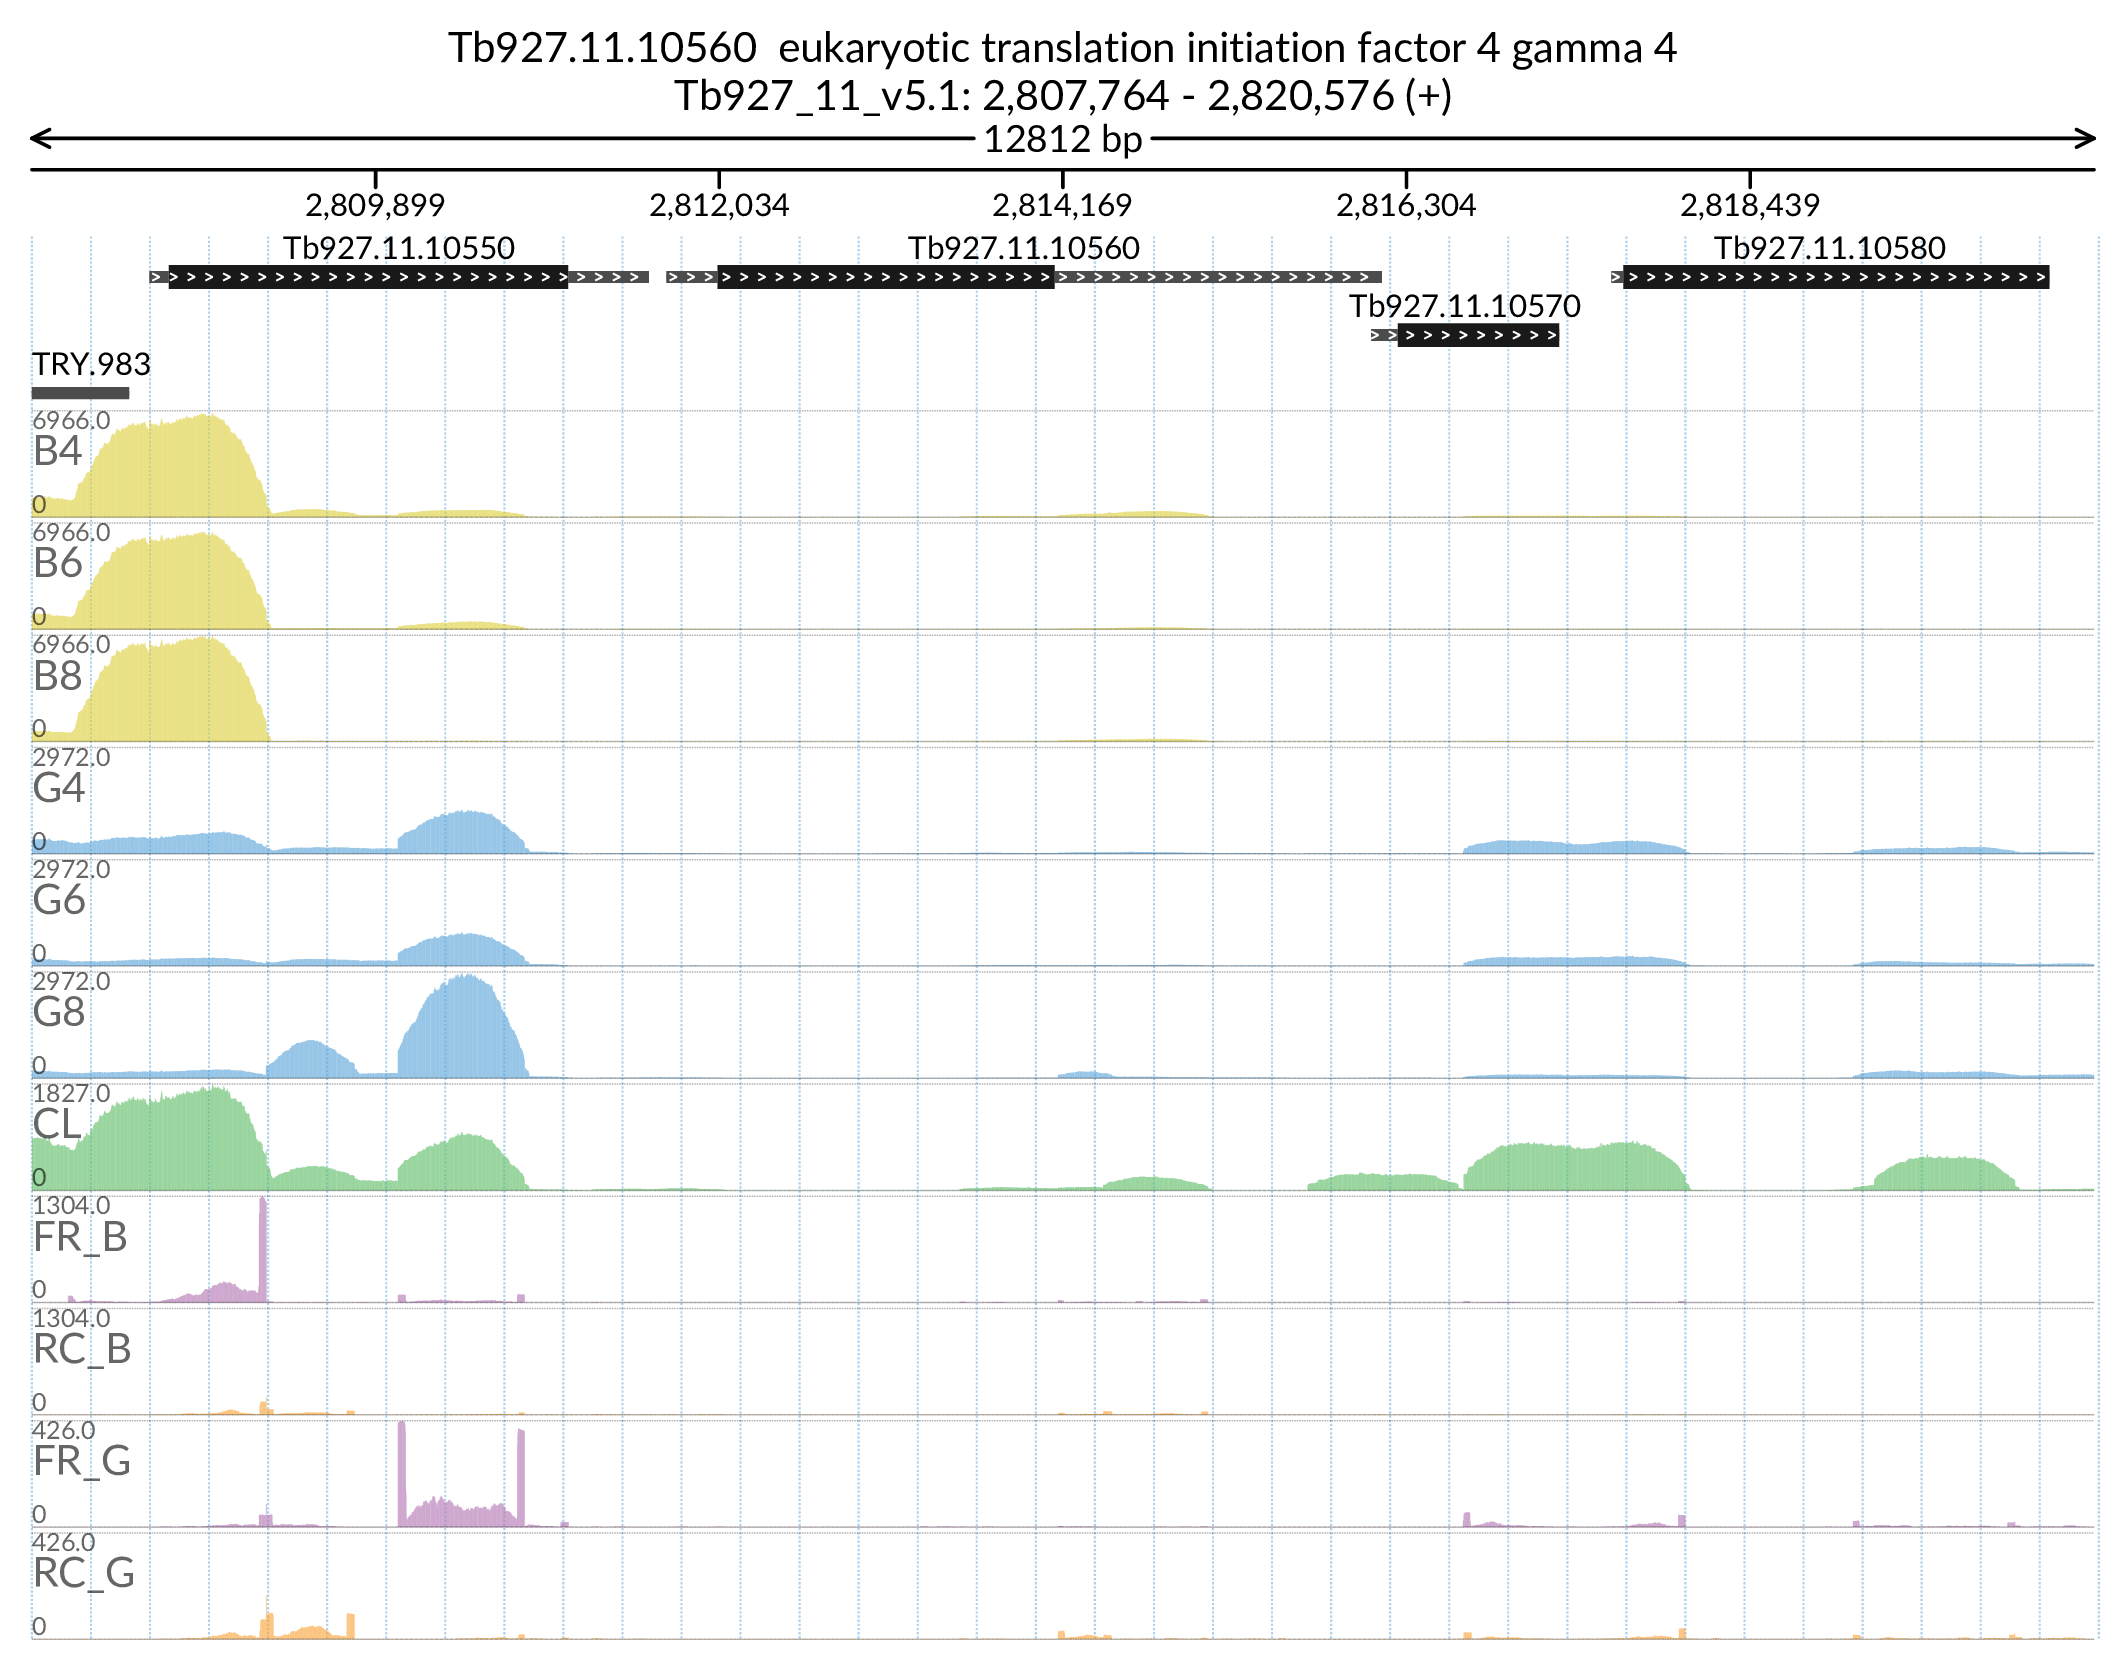 Tb927.11.10560  eukaryotic translation initiation factor 4 gamma 4
Tb927_11_v5.1: 2,807,764 - 2,820,576 (+)
12812 bp
2,809,899 2,812,034 2,814,169 2,816,304 2,818,439
Tb927.11.10550 Tb927.11.10560 Tb927.11.10580
Tb927.11.10570
TRY.983
6966.0
B4
0
6966.0
B6
0
6966.0
B8
0
2972.0
G4
0
2972.0
G6
0
2972.0
G8
0
1827.0
CL
0
1304.0
FR_B
0
1304.0
RC_B
0
426.0
FR_G
0
426.0
RC_G
0